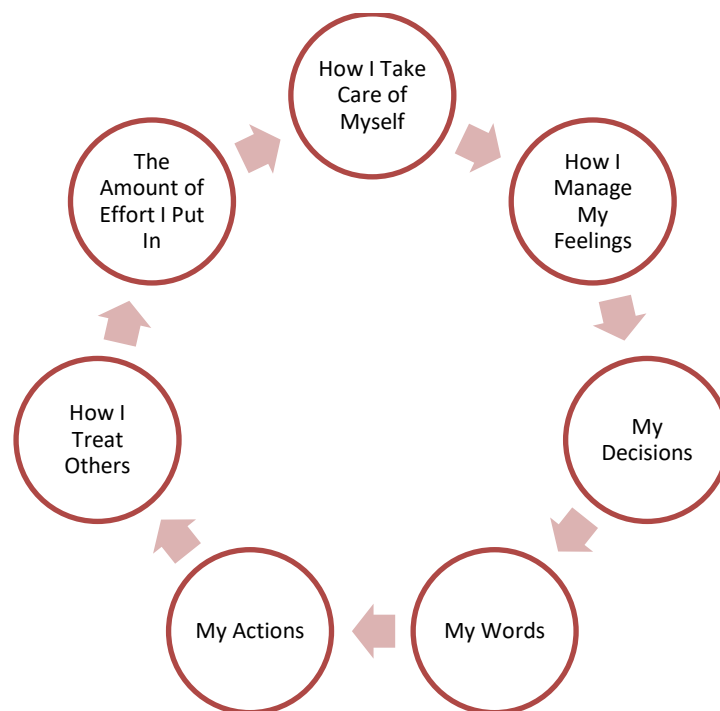 How I Take
Care of
Myself
How I
Manage
My
Feelings
My
Decisions
My Words
My Actions
How I
Treat
Others
The
Amount of
Effort I Put
In